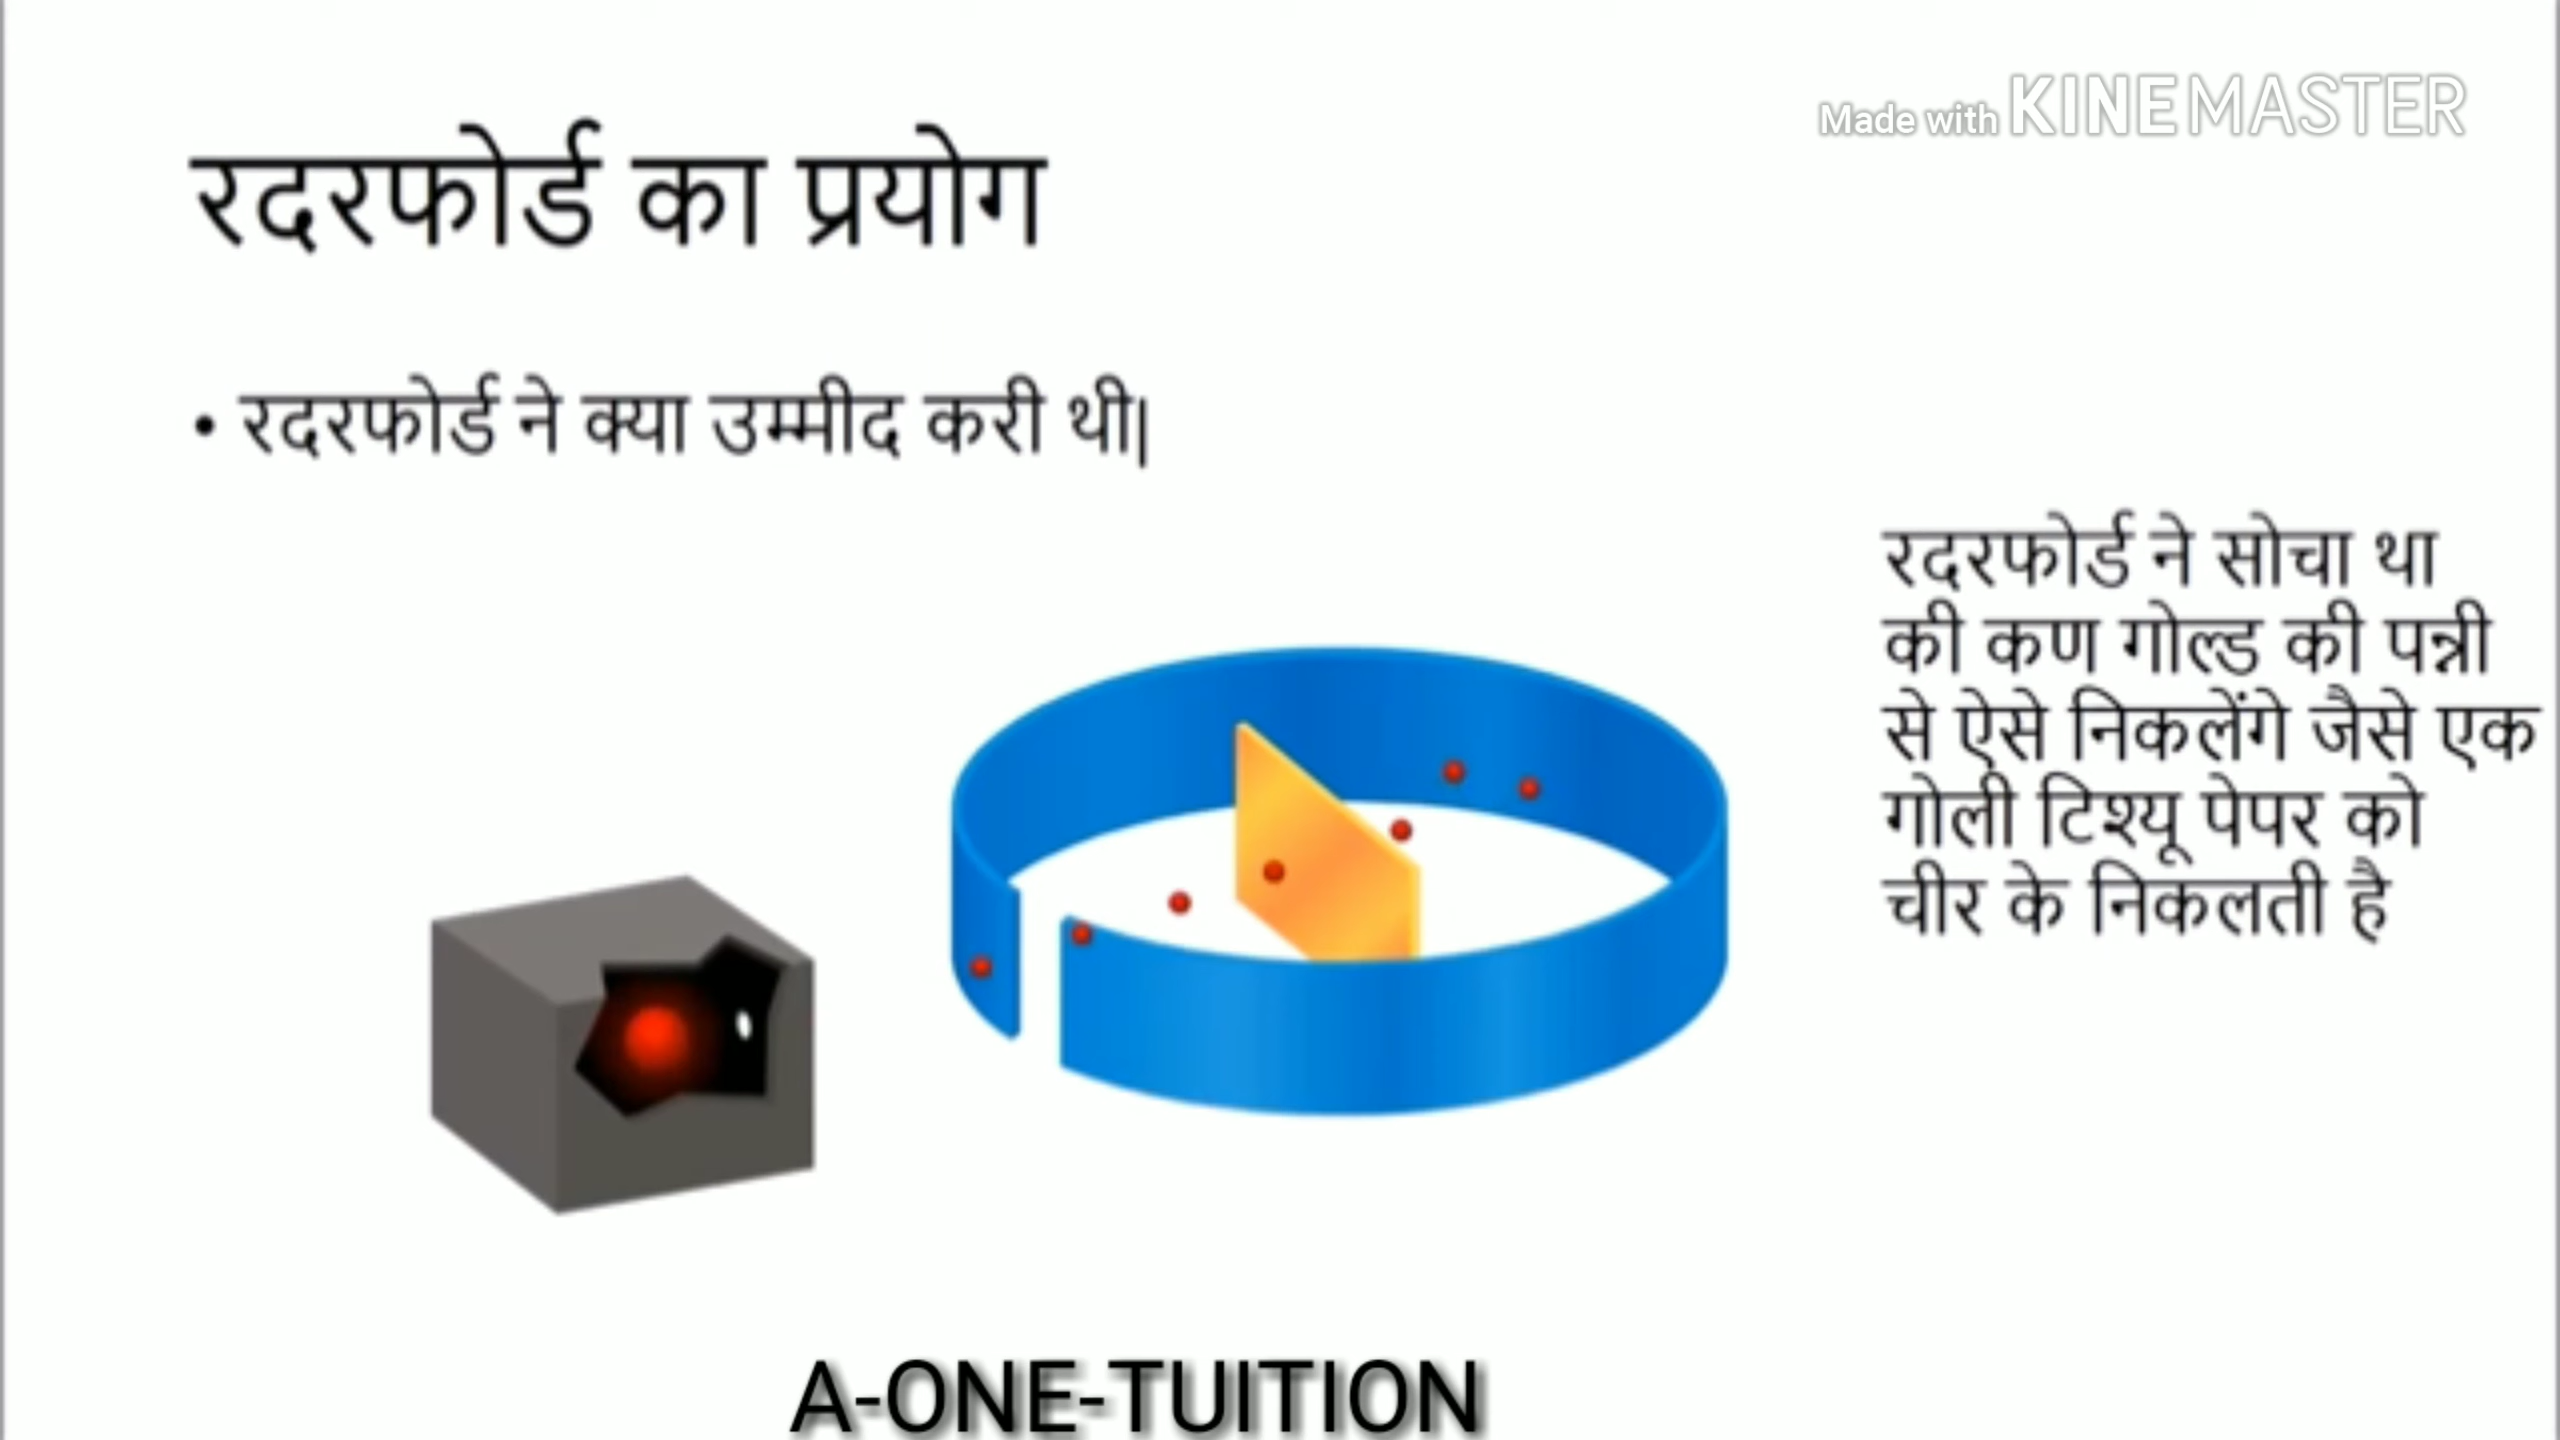 Made with KINEMASTER
रदरफोर्ड का प्रयोग
• रदरफोर्ड ने क्या उम्मीद करी थी|
रदरफोर्ड ने सोचा था
की कण गोल्ड की पन्नी
से ऐसे निकलेंगे जैसे एक
गोली टिश्यू पेपर को
चीर के निकलती है
A-ONE-TUITION